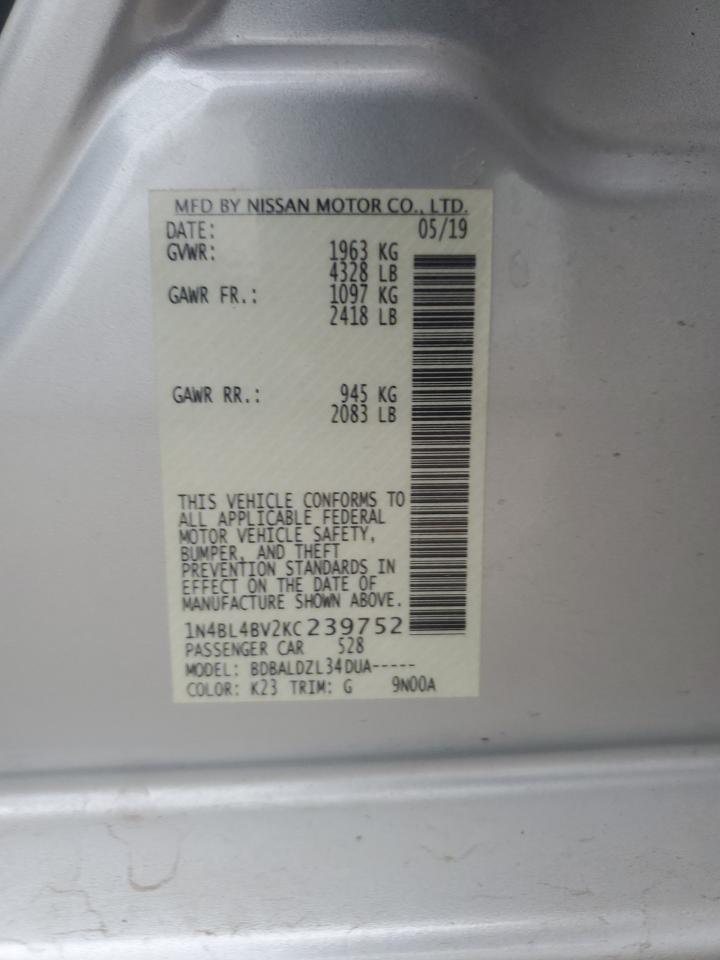 MFD BY NISSAN MOTOR CO., LTD.
DATE: 05/19
GVWR: 1963 KG
4328 LB
GAWR FR.: 1097 KG
2418 LB
GAWR RR.: 945 KG
2083 LB
THIS VEHICLE CONFORMS TO
ALL APPLICABLE FEDERAL
MOTOR VEHICLE SAFETY,
BUMPER, AND THEFT
PREVENTION STANDARDS IN
EFFECT ON THE DATE OF
MANUFACTURE SHOWN ABOVE.
1N4BL4BV2KC239752
PASSENGER CAR 528
MODEL: BDBALDZL34DUA-----
COLOR: K23 TRIM: G 9N00A